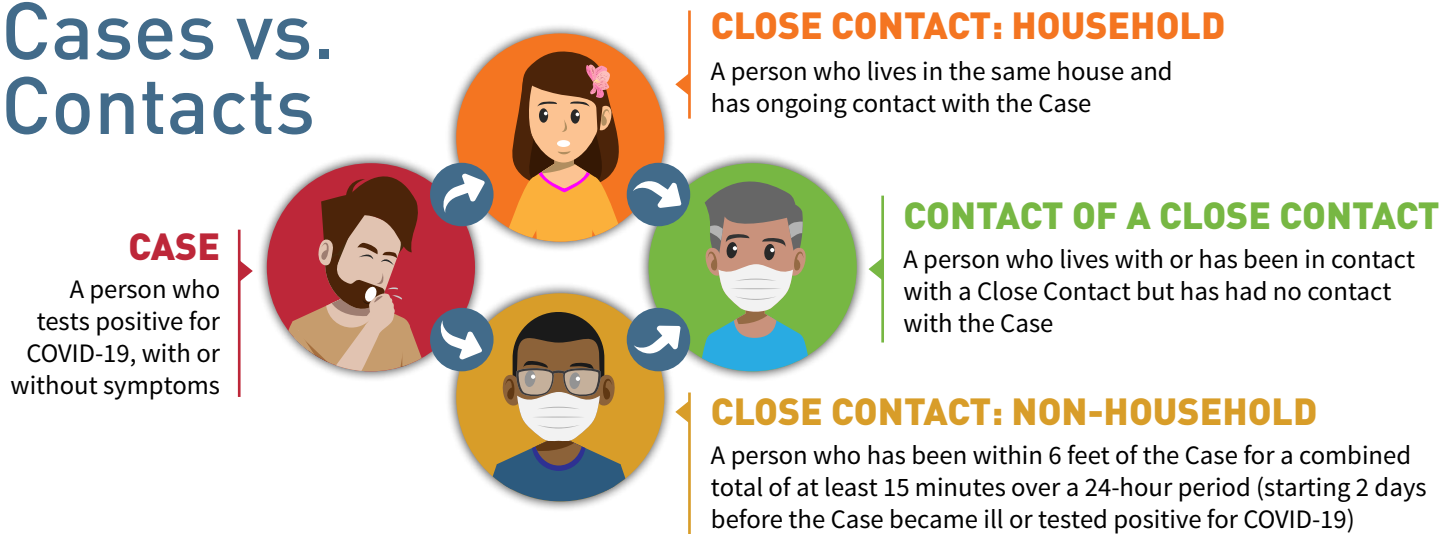 Cases vs.
Contacts
CASE
A person who
tests positive for
COVID-19, with or
without symptoms
CLOSE CONTACT: HOUSEHOLD
A person who lives in the same house and
has ongoing contact with the Case
CONTACT OF A CLOSE CONTACT
A person who lives with or has been in contact
with a Close Contact but has had no contact
with the Case
CLOSE CONTACT: NON-HOUSEHOLD
A person who has been within 6 feet of the Case for a combined
total of at least 15 minutes over a 24-hour period (starting 2 days
before the Case became ill or tested positive for COVID-19)